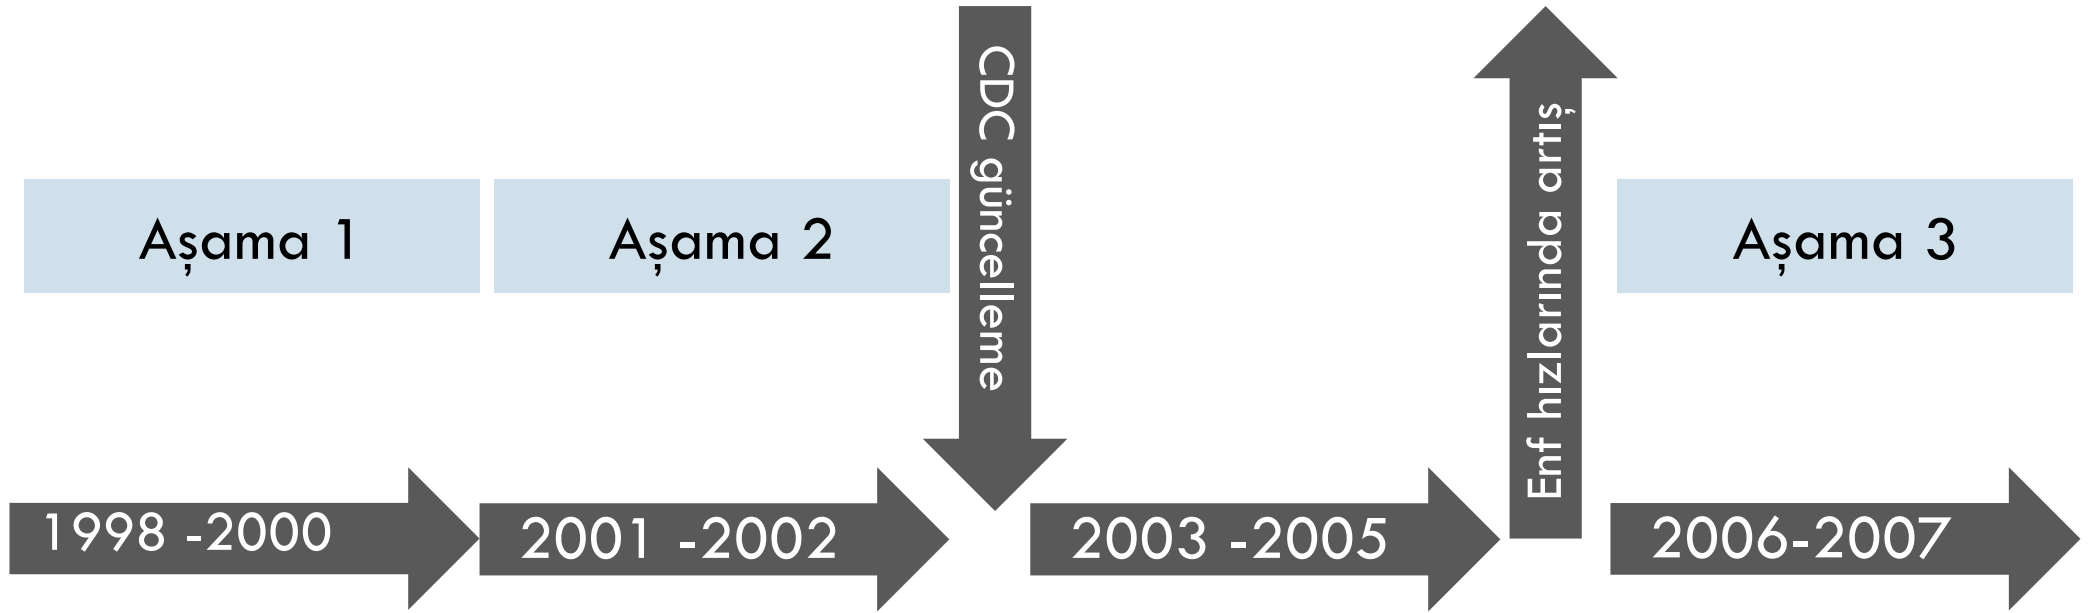 Aşama 1
Aşama 2
CDC güncelleme
Enf hızlarında artış
Aşama 3
1998 -2000
2001 -2002
2003 -2005
2006-2007